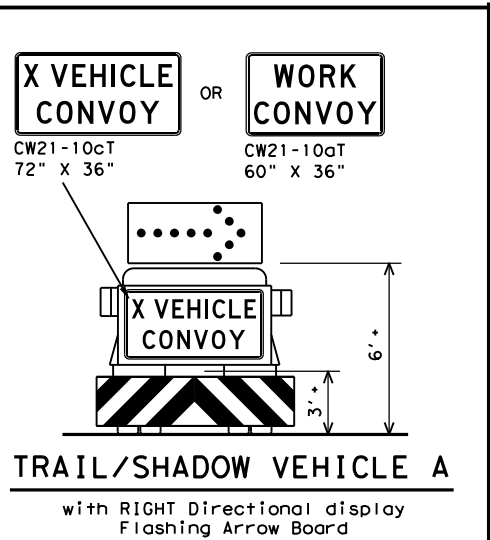 X VEHICLE
CONVOY
OR
WORK
CONVOY
CW21-10cT
72" X 36"
CW21-10aT
60" X 36"
X VEHICLE
CONVOY
6'+
3'+
TRAIL/SHADOW VEHICLE A
with RIGHT Directional display
Flashing Arrow Board